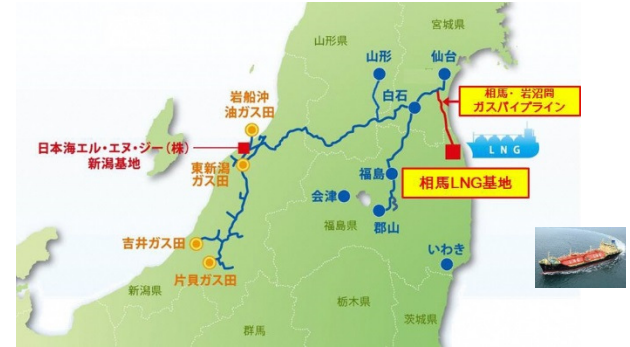 宮城県
山形県
山形
仙台
相馬・岩沼間
ガスパイプライン
岩船沖
油ガス田
白石
日本海エル・エヌ・ジー(株)
新潟基地
LNG
東新潟
ガス田
福島
相馬LNG基地
会津
郡山
福島県
吉井ガス田
いわき
片貝ガス田
新潟県
栃木県
群馬
茨城県